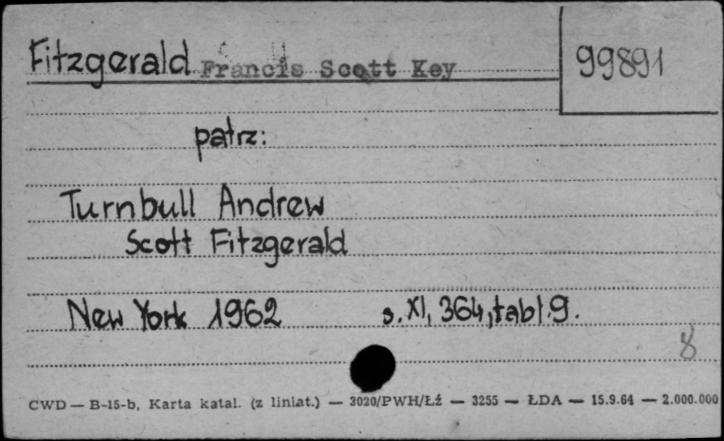 Fitzgerald Francis Scott Key
99891
patrz:
Turnbull Andrew
Scott Fitzgerald
New York 1962 s. XI, 364, tabl. 9.
8
CWD — B-15-b, Karta katal. (z liniat.) — 3020/PWH/Łź — 3255 — ŁDA — 15.9.64 — 2.000.000